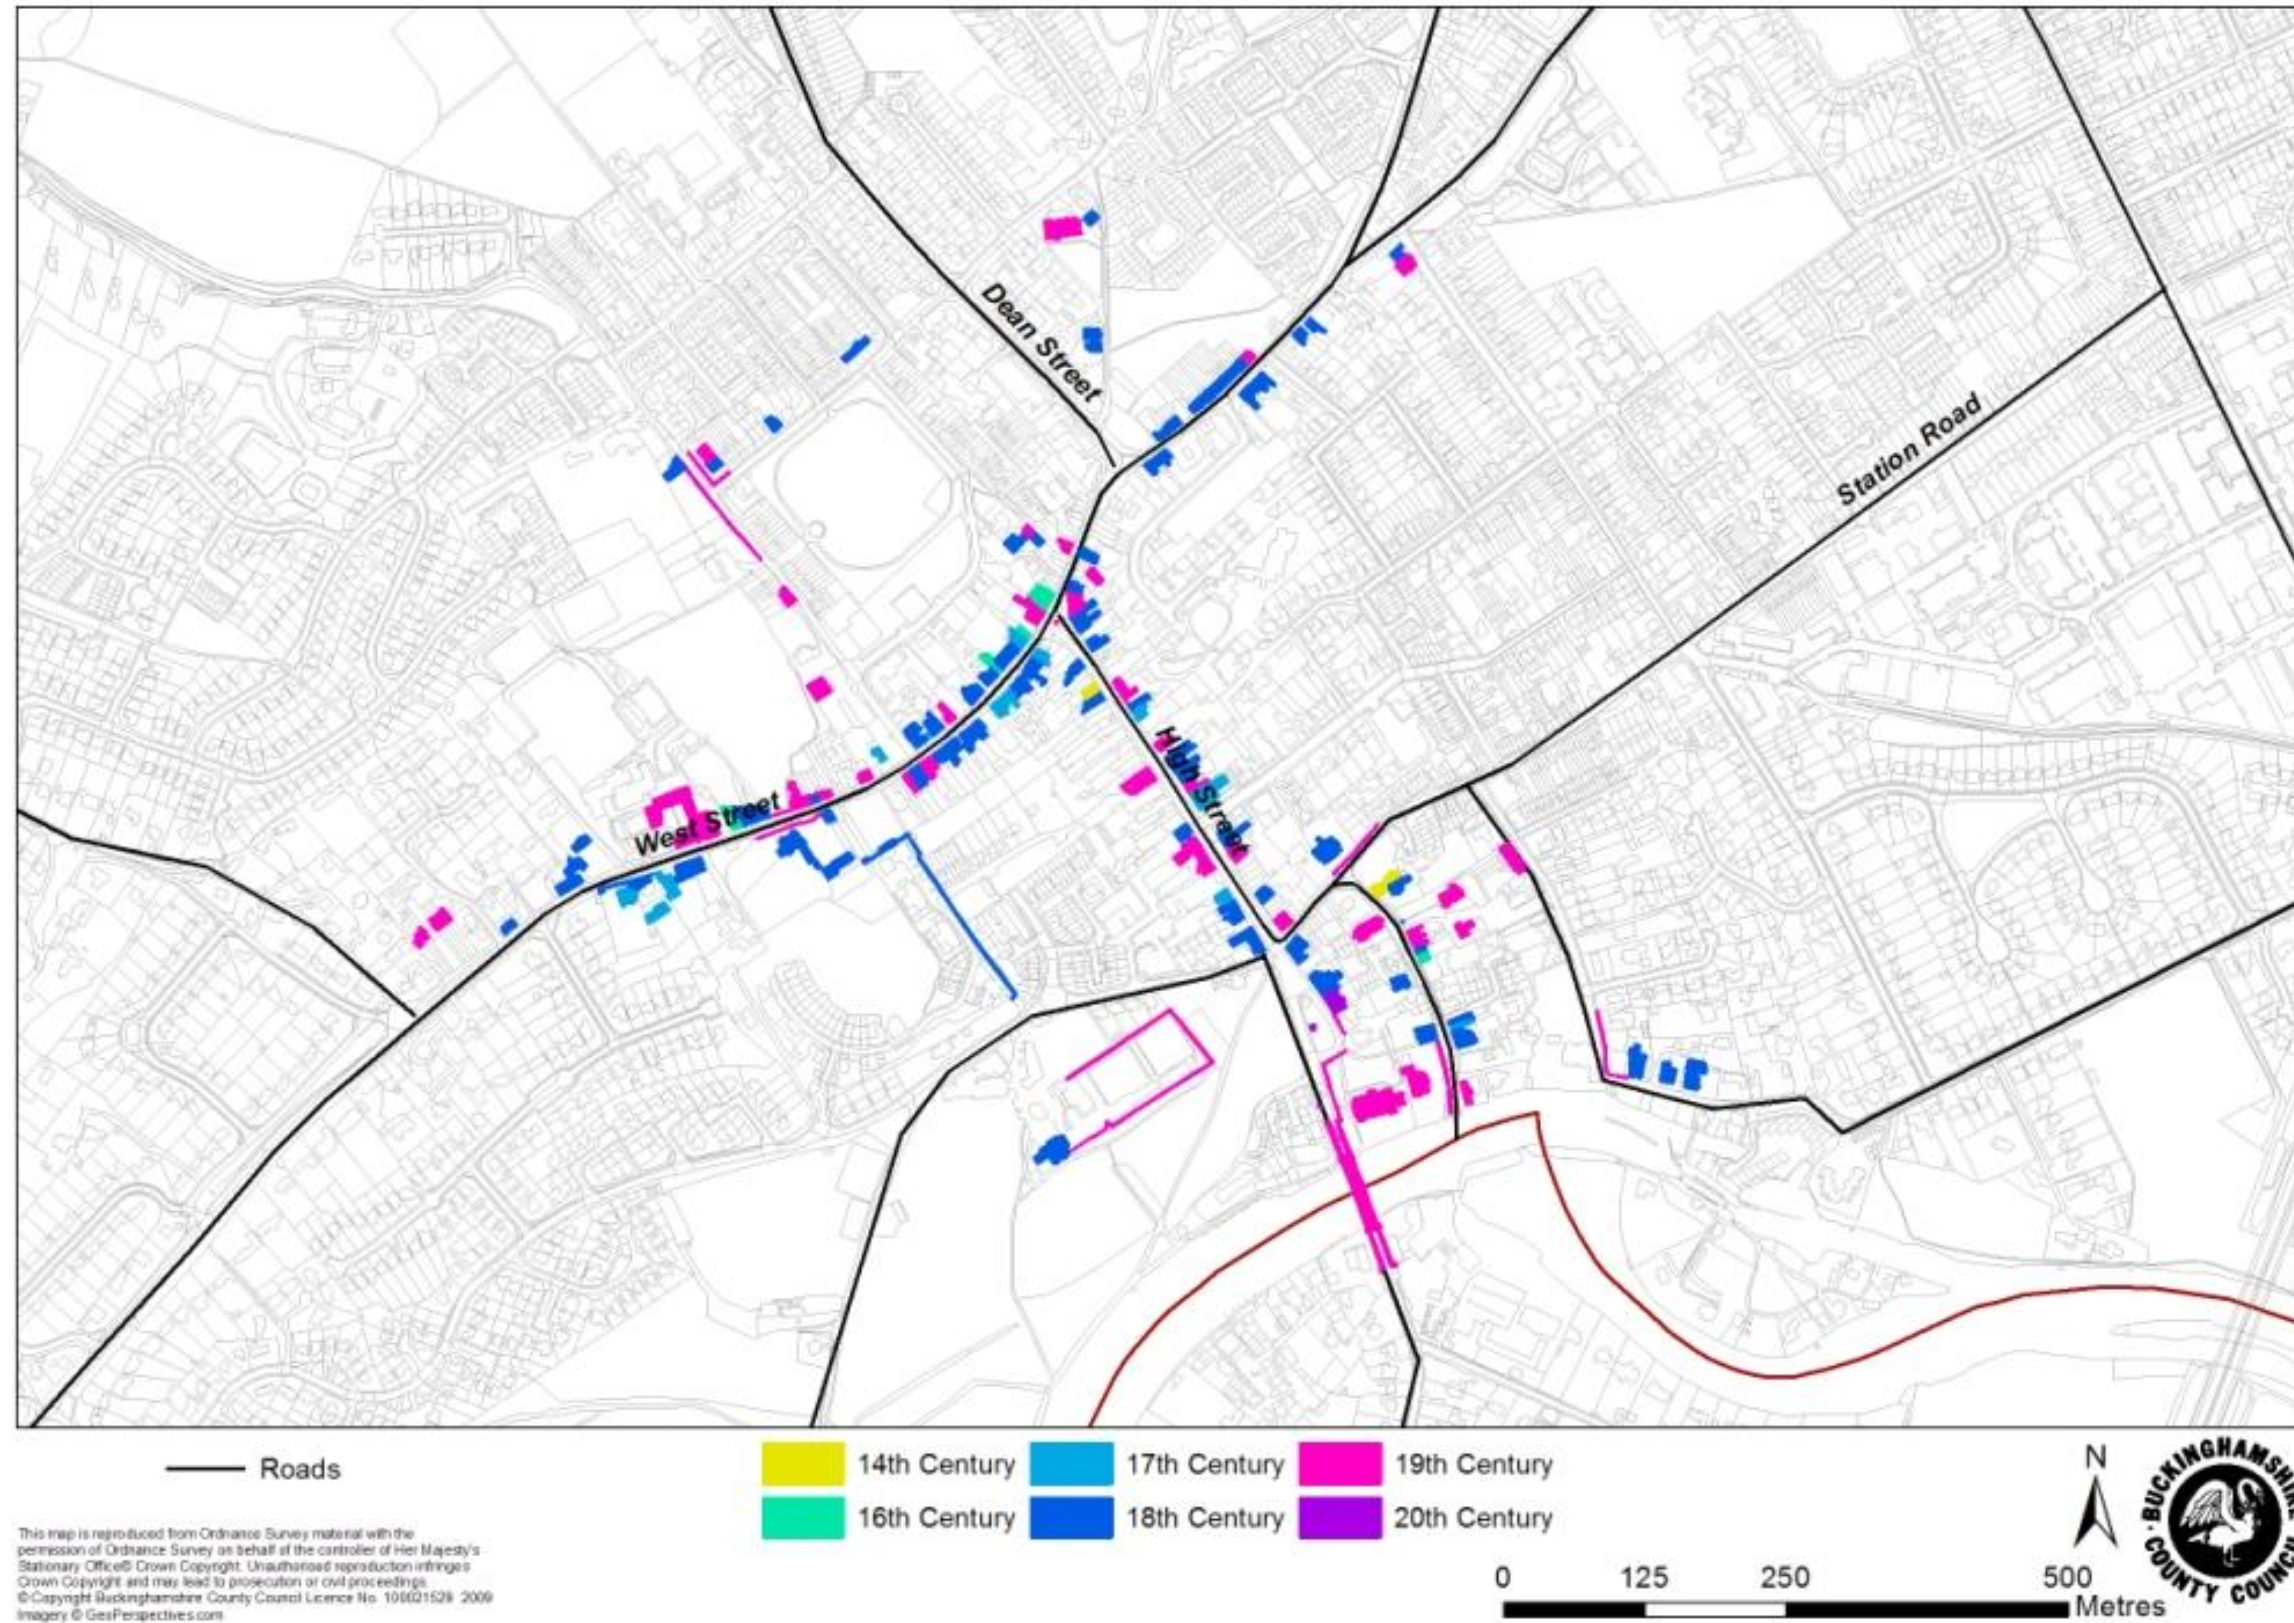 Dean Street
Station Road
High Street
West Street
Roads
14th Century
17th Century
19th Century
16th Century
18th Century
20th Century
This map is reproduced from Ordnance Survey material with the
permission of Ordnance Survey on behalf of the controller of Her Majesty's
Stationary Office© Crown Copyright. Unauthorised reproduction infringes
Crown Copyright and may lead to prosecution or civil proceedings.
© Copyright Buckinghamshire County Council Licence No. 100021529 2009
Imagery © GeoPerspectives.com
0 125 250 500
Metres
N
COUNTY